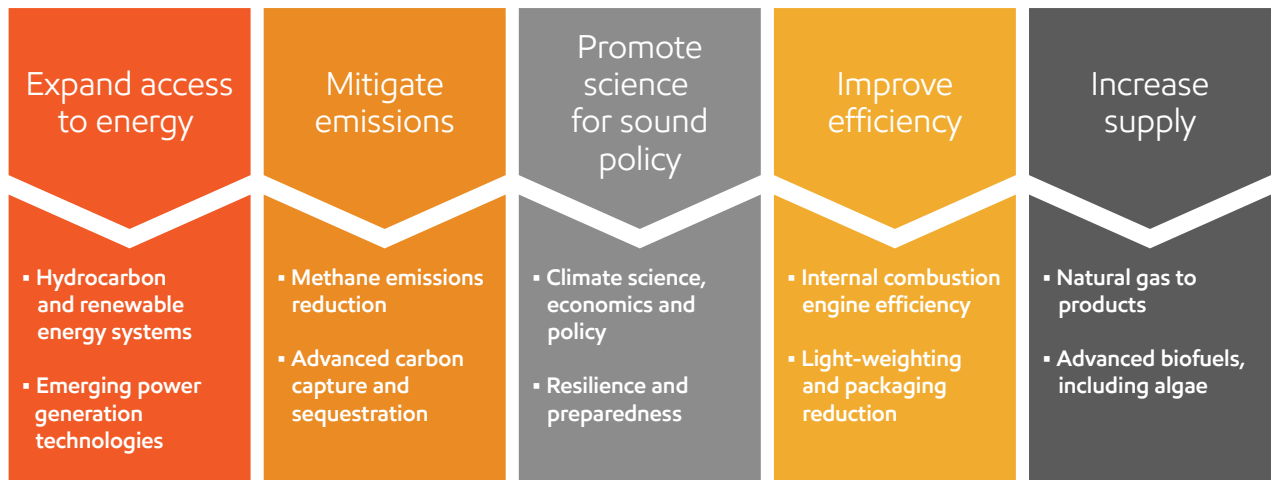 Expand access
to energy
▪ Hydrocarbon
and renewable
energy systems
▪ Emerging power
generation
technologies
Mitigate
emissions
▪ Methane emissions
reduction
▪ Advanced carbon
capture and
sequestration
Promote
science
for sound
policy
▪ Climate science,
economics and
policy
▪ Resilience and
preparedness
Improve
efficiency
▪ Internal combustion
engine efficiency
▪ Light-weighting
and packaging
reduction
Increase
supply
▪ Natural gas to
products
▪ Advanced biofuels,
including algae